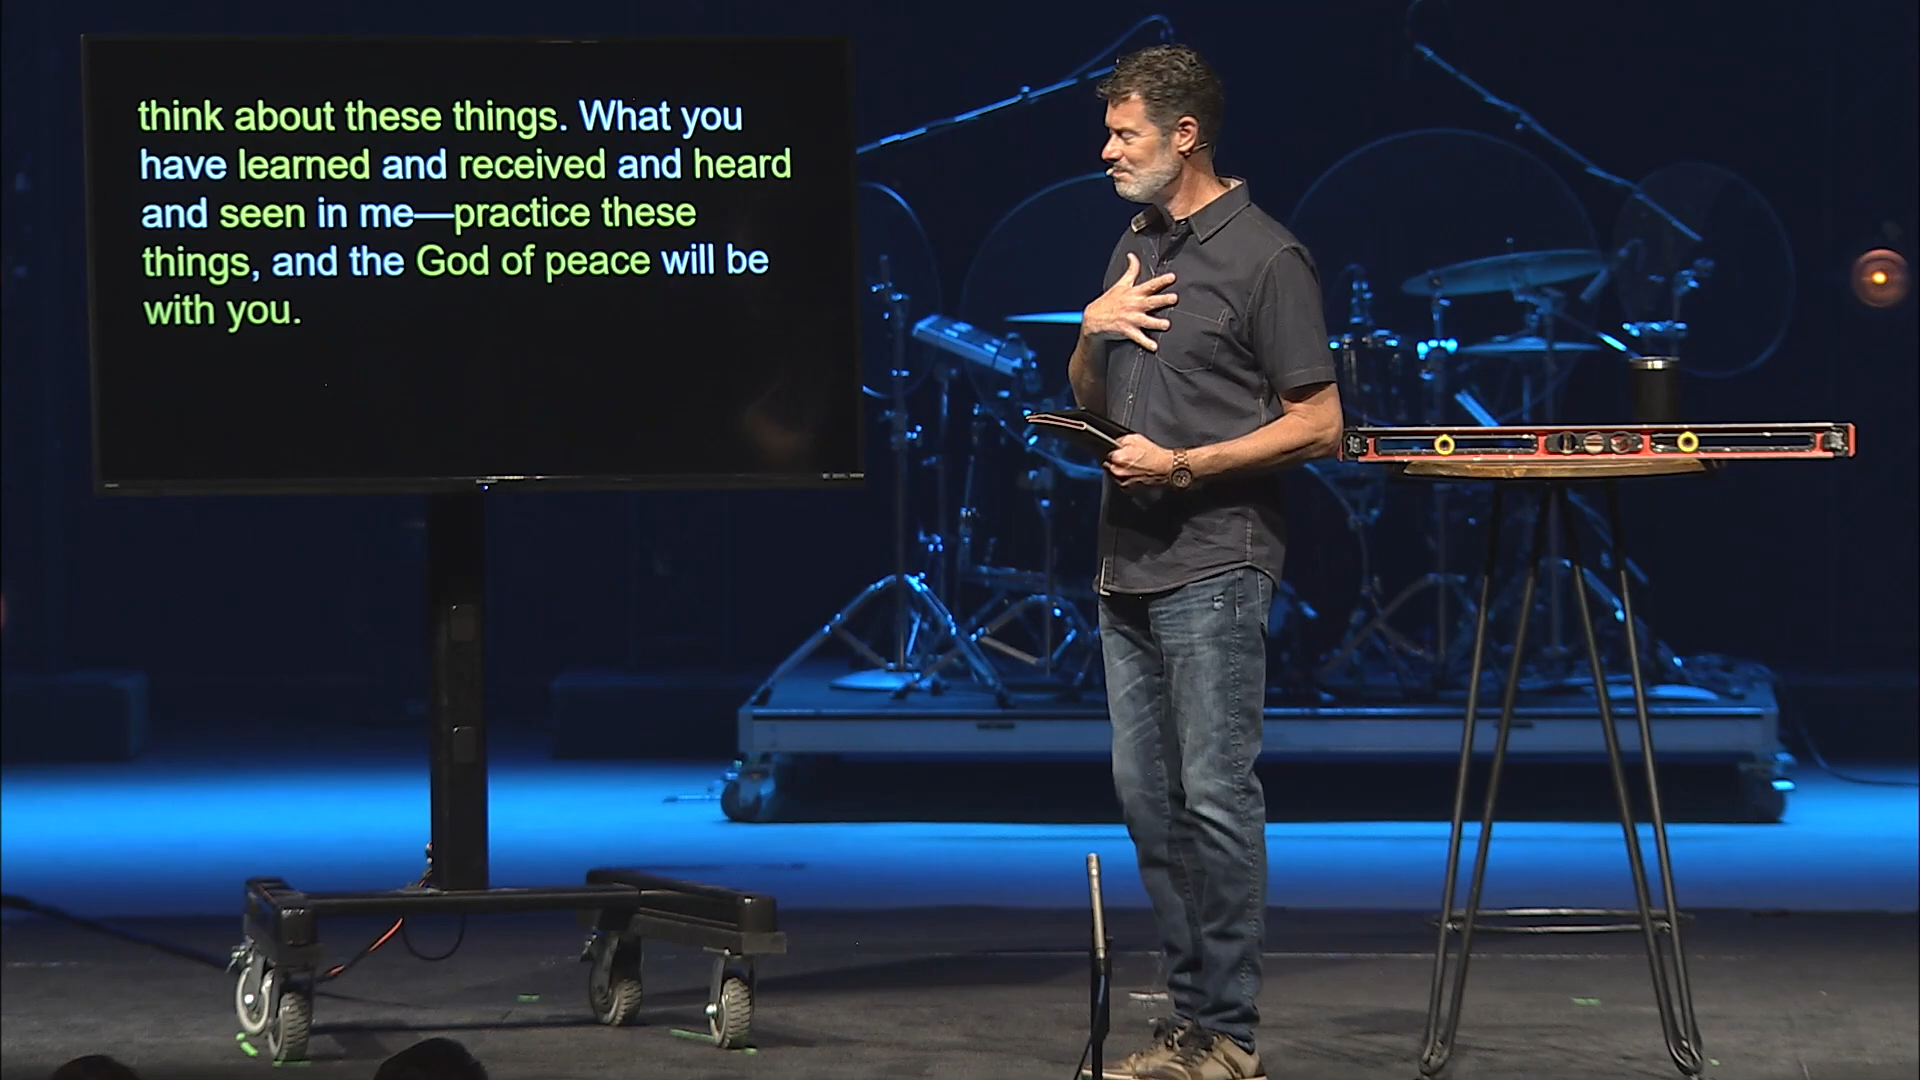 think about these things. What you
have learned and received and heard
and seen in me—practice these
things, and the God of peace will be
with you.